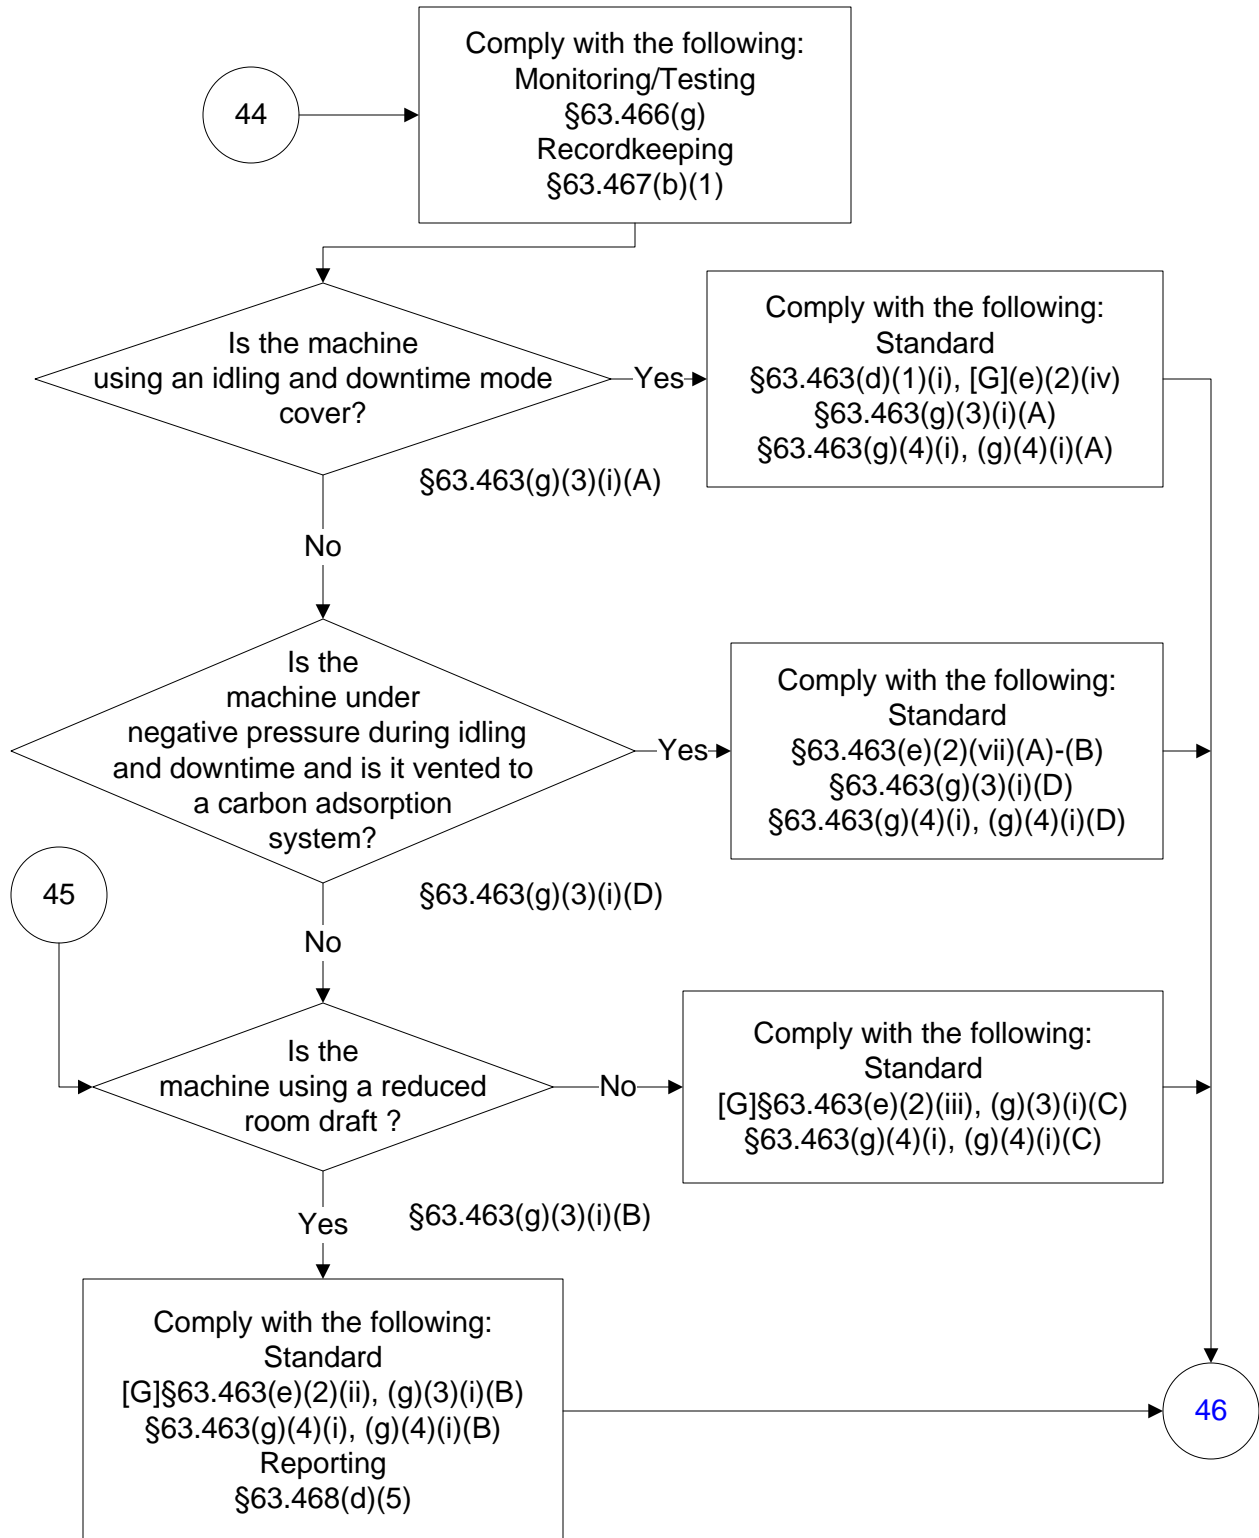 44
Comply with the following:
Monitoring/Testing
§63.466(g)
Recordkeeping
§63.467(b)(1)
Is the machine
using an idling and downtime mode
cover?
Yes
Comply with the following:
Standard
§63.463(d)(1)(i), [G](e)(2)(iv)
§63.463(g)(3)(i)(A)
§63.463(g)(4)(i), (g)(4)(i)(A)
§63.463(g)(3)(i)(A)
No
Is the
machine under
negative pressure during idling
and downtime and is it vented to
a carbon adsorption
system?
Yes
Comply with the following:
Standard
§63.463(e)(2)(vii)(A)-(B)
§63.463(g)(3)(i)(D)
§63.463(g)(4)(i), (g)(4)(i)(D)
45
§63.463(g)(3)(i)(D)
No
Is the
machine using a reduced
room draft ?
No
Comply with the following:
Standard
[G]§63.463(e)(2)(iii), (g)(3)(i)(C)
§63.463(g)(4)(i), (g)(4)(i)(C)
Yes
§63.463(g)(3)(i)(B)
Comply with the following:
Standard
[G]§63.463(e)(2)(ii), (g)(3)(i)(B)
§63.463(g)(4)(i), (g)(4)(i)(B)
Reporting
§63.468(d)(5)
46